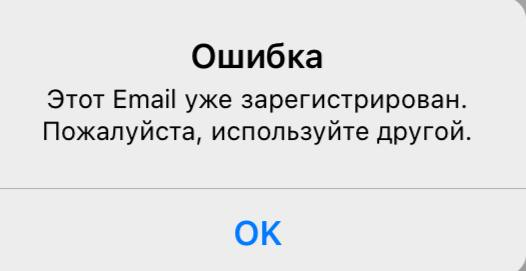 Ошибка
Этот Email уже зарегистрирован.
Пожалуйста, используйте другой.
OK